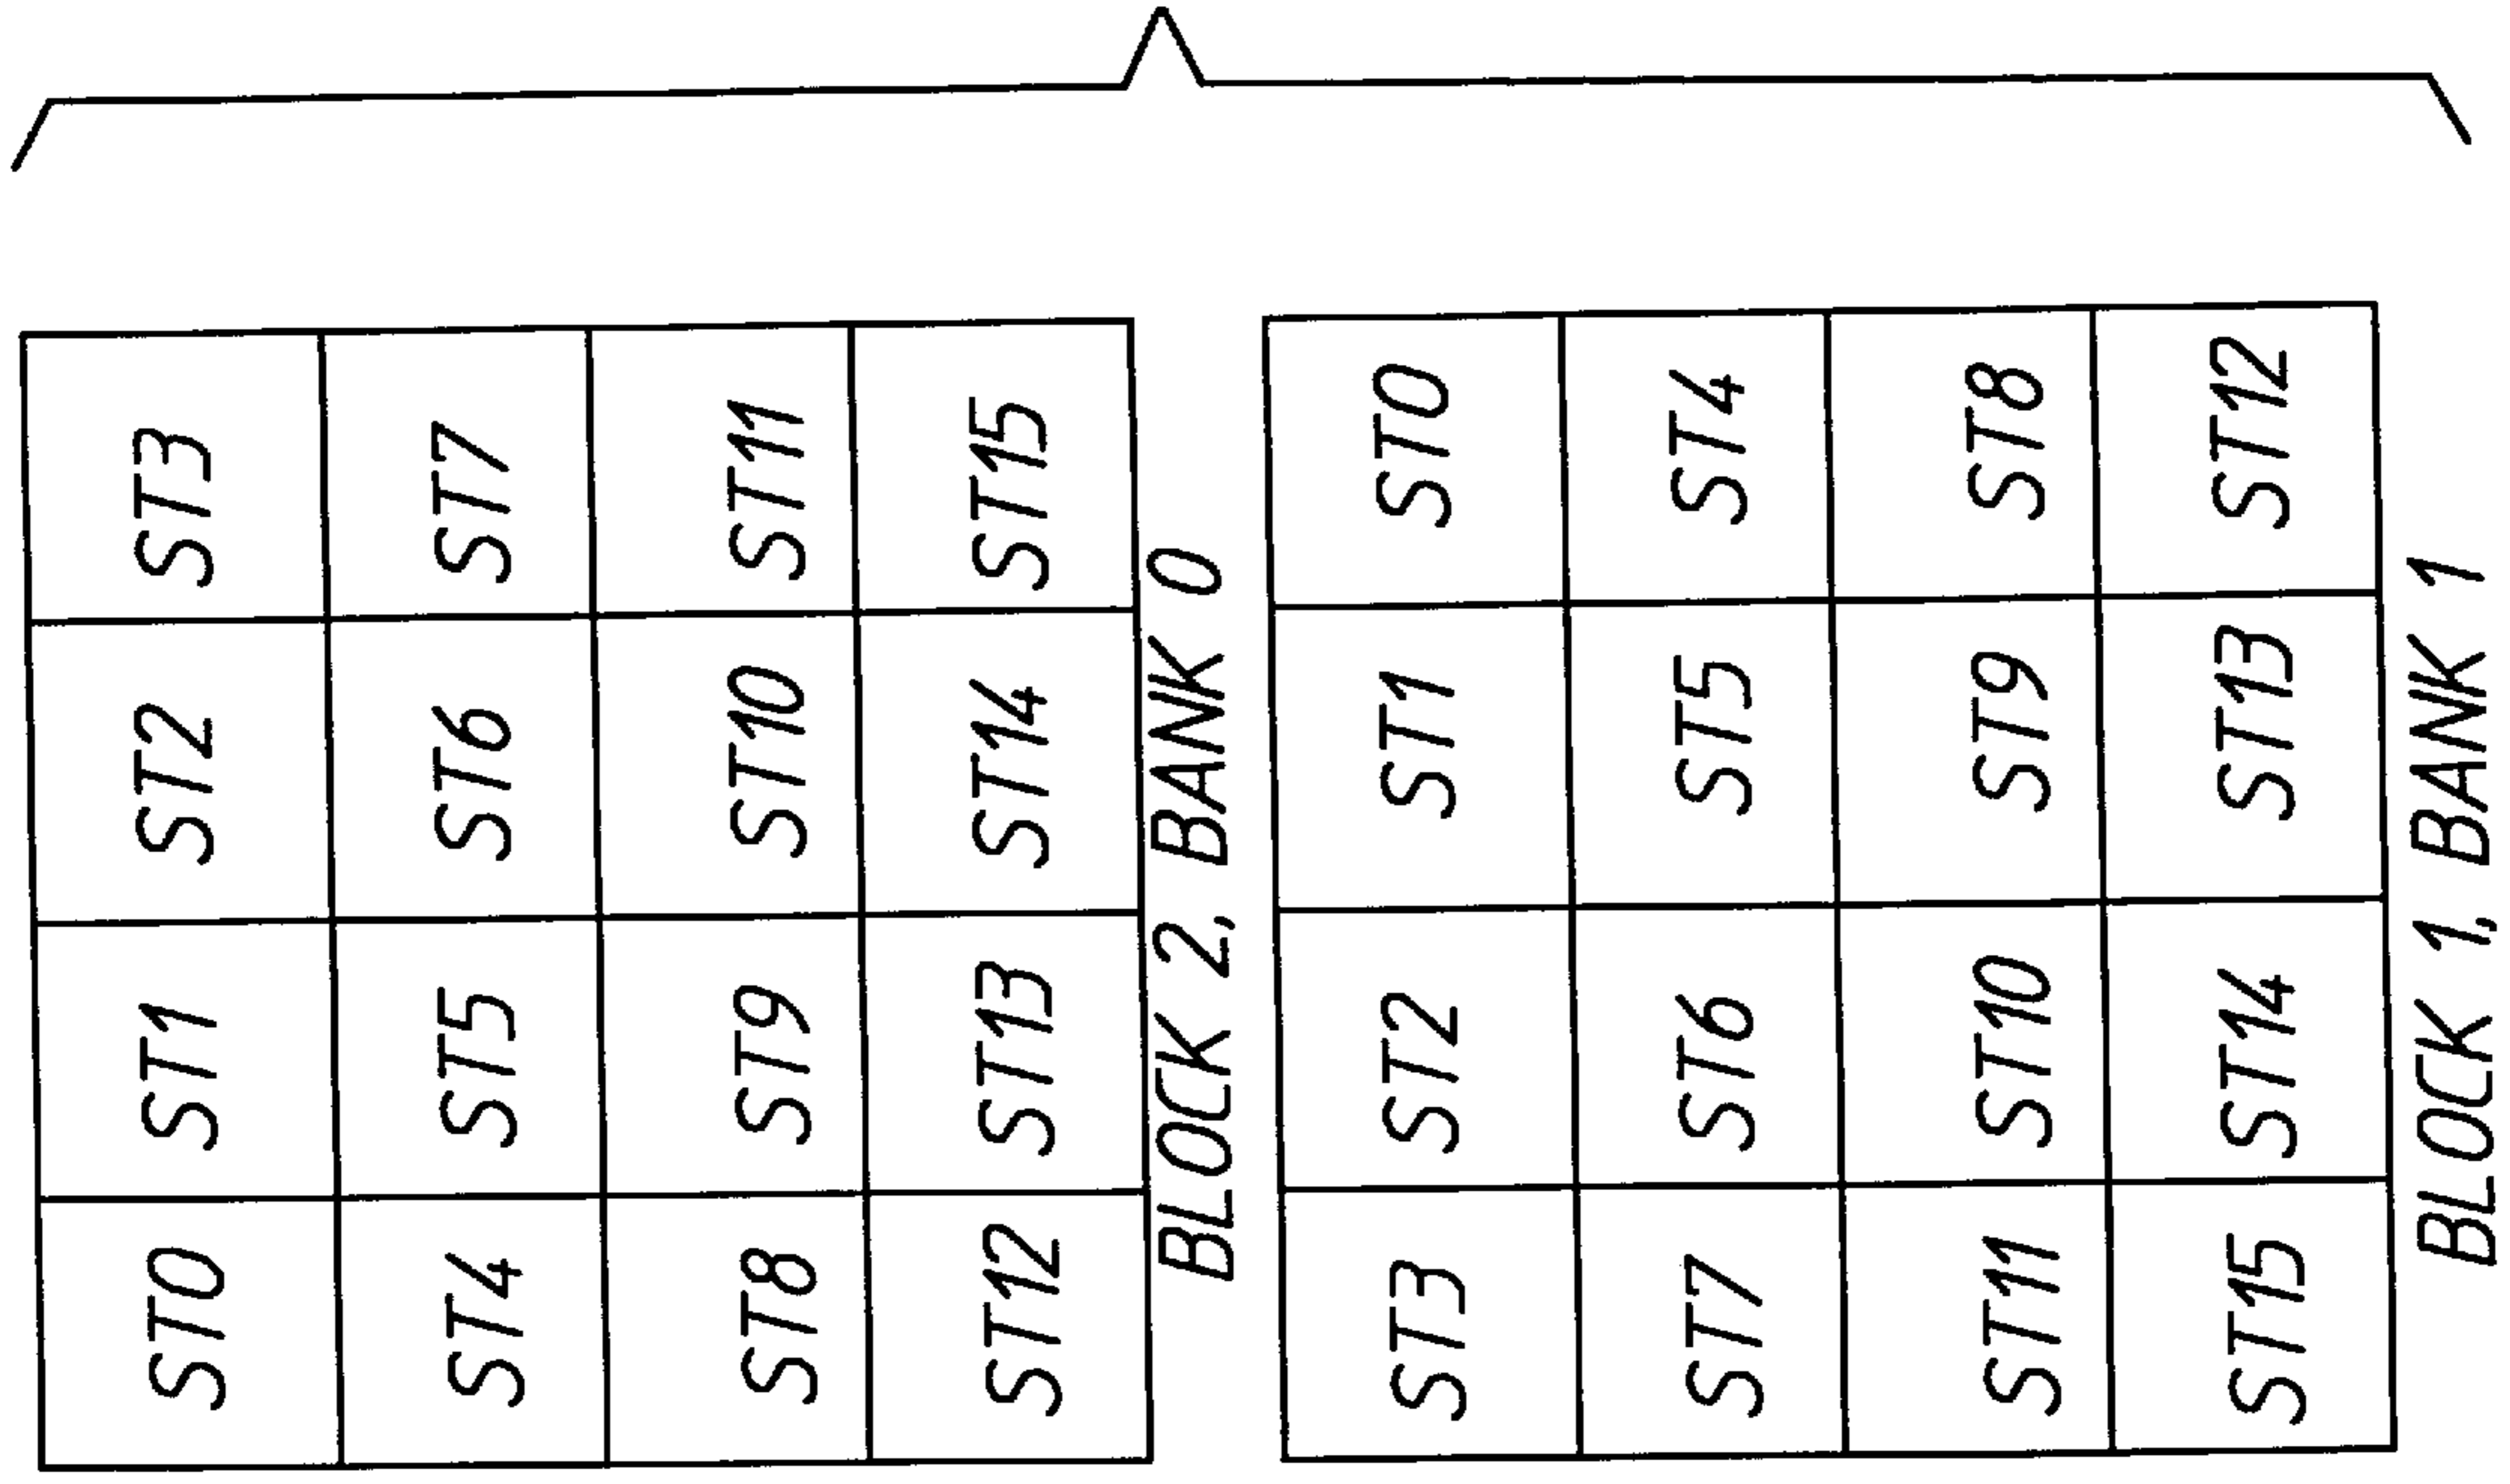 ST0 ST1 ST2 ST3
ST4 ST5 ST6 ST7
ST8 ST9 ST10 ST11
ST12 ST13 ST14 ST15
BLOCK 2, BANK 0
ST3 ST2 ST1 ST0
ST7 ST6 ST5 ST4
ST11 ST10 ST9 ST8
ST15 ST14 ST13 ST12
BLOCK 1, BANK 1